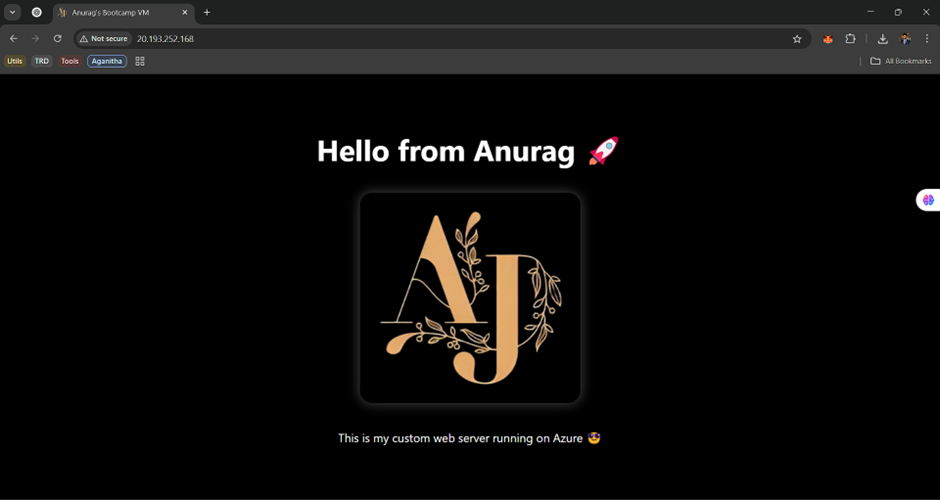 Anurag's Bootcamp VM
Not secure 20.193.252.168
Utils TRD Tools Aganitha All Bookmarks
Hello from Anurag 🚀
AJ
This is my custom web server running on Azure 😎